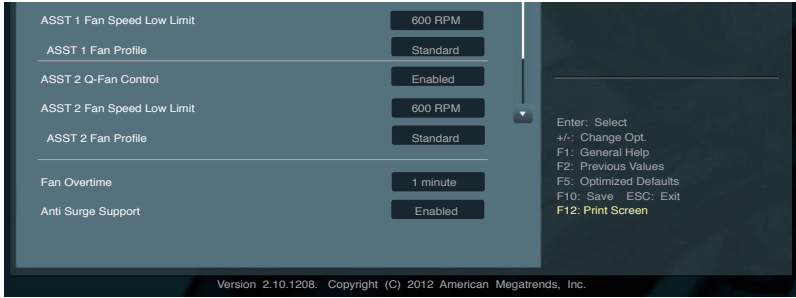 ASST 1 Fan Speed Low Limit 600 RPM
ASST 1 Fan Profile Standard
ASST 2 Q-Fan Control Enabled
ASST 2 Fan Speed Low Limit 600 RPM
ASST 2 Fan Profile Standard
Fan Overtime 1 minute
Anti Surge Support Enabled
Enter: Select
+/-: Change Opt.
F1: General Help
F2: Previous Values
F5: Optimized Defaults
F10: Save ESC: Exit
F12: Print Screen
Version 2.10.1208. Copyright (C) 2012 American Megatrends, Inc.